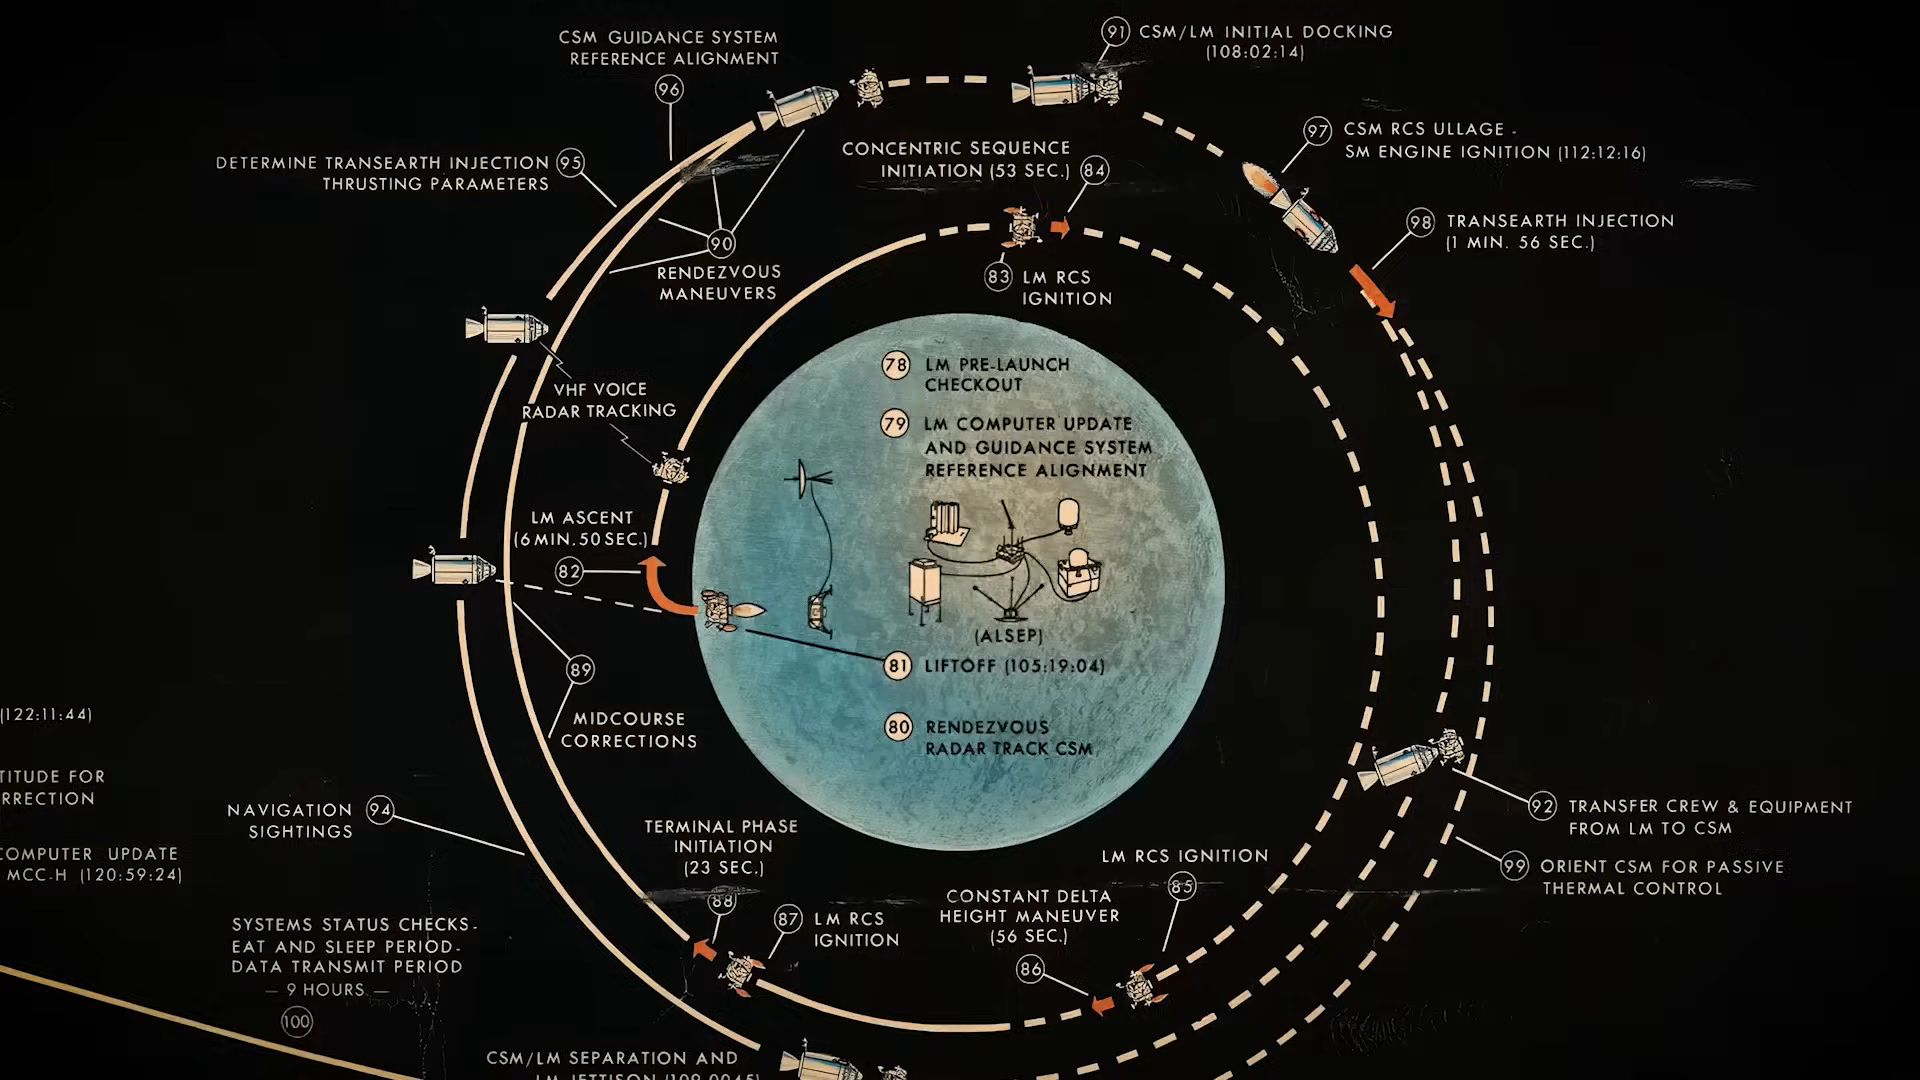 CSM GUIDANCE SYSTEM
REFERENCE ALIGNMENT
96
91 CSM/LM INITIAL DOCKING
(108:02:14)
97 CSM RCS ULLAGE -
SM ENGINE IGNITION (112:12:16)
DETERMINE TRANSEARTH INJECTION 95
THRUSTING PARAMETERS
CONCENTRIC SEQUENCE
INITIATION (53 SEC.) 84
98 TRANSEARTH INJECTION
(1 MIN. 56 SEC.)
90
RENDEZVOUS
MANEUVERS
83 LM RCS
IGNITION
78 LM PRE-LAUNCH
CHECKOUT
VHF VOICE
RADAR TRACKING
79 LM COMPUTER UPDATE
AND GUIDANCE SYSTEM
REFERENCE ALIGNMENT
LM ASCENT
(6 MIN. 50 SEC.)
82
(ALSEP)
81 LIFTOFF (105:19:04)
80 RENDEZVOUS
RADAR TRACK CSM
89
MIDCOURSE
CORRECTIONS
(122:11:44)
TITUDE FOR
RRECTION
NAVIGATION 94
SIGHTINGS
COMPUTER UPDATE
MCC-H (120:59:24)
TERMINAL PHASE
INITIATION
(23 SEC.)
88
87 LM RCS
IGNITION
LM RCS IGNITION
85
CONSTANT DELTA
HEIGHT MANEUVER
(56 SEC.)
86
92 TRANSFER CREW & EQUIPMENT
FROM LM TO CSM
99 ORIENT CSM FOR PASSIVE
THERMAL CONTROL
SYSTEMS STATUS CHECKS-
EAT AND SLEEP PERIOD-
DATA TRANSMIT PERIOD
— 9 HOURS —
100
CSM/LM SEPARATION AND
LM JETTISON